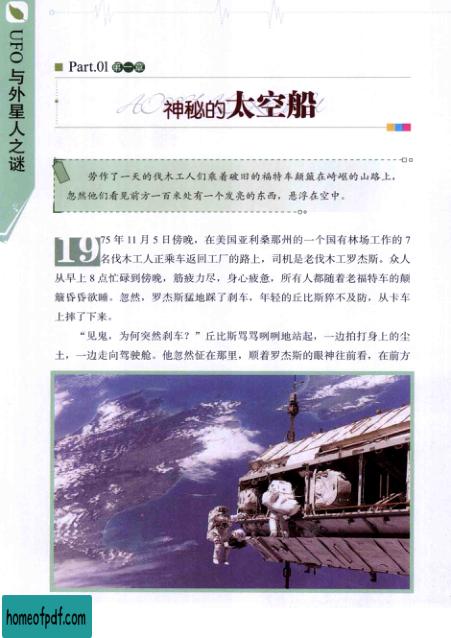 UFO与外星人之谜
Part.01 第一章
神秘的太空船
劳作了一天的伐木工人们乘着破旧的福特车颠簸在崎岖的山路上。
忽然他们看见前方一百米处有一个发亮的东西，悬浮在空中。
1975年11月5日傍晚，在美国亚利桑那州的一个国有林场工作的7
名伐木工人正乘车返回工厂的路上，司机是老伐木工罗杰斯。众人
从早上8点忙碌到傍晚，筋疲力尽，身心疲惫，所有人都随着老福特车的颠
簸昏昏欲睡。忽然，罗杰斯猛地踩了刹车，年轻的丘比斯猝不及防，从卡车
上摔了下来。
“见鬼，为何突然刹车？”丘比斯骂骂咧咧地站起，一边拍打身上的尘
土，一边走向驾驶舱。他忽然怔在那里，顺着罗杰斯的眼神往前看，在前方
homeofpdf.com